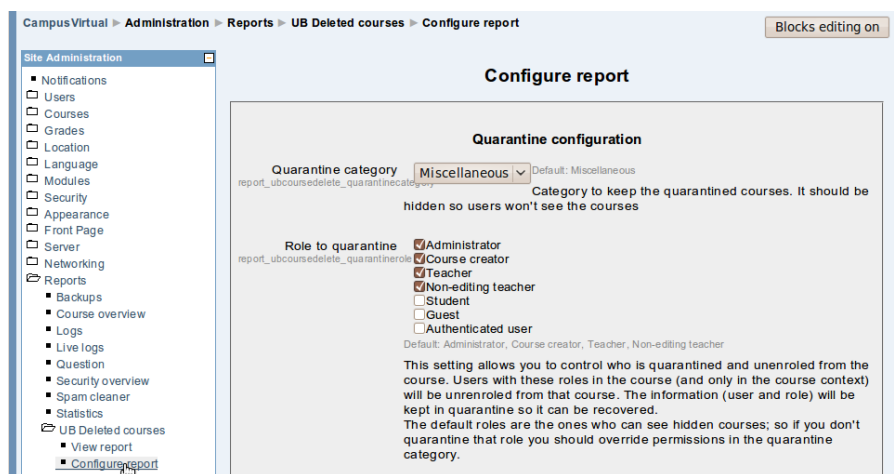 CampusVirtual ► Administration ► Reports ► UB Deleted courses ► Configure report
Blocks editing on
Site Administration
Notifications
Users
Courses
Grades
Location
Language
Modules
Security
Appearance
Front Page
Server
Networking
Reports
Backups
Course overview
Logs
Live logs
Question
Security overview
Spam cleaner
Statistics
UB Deleted courses
View report
Configure report
Configure report
Quarantine configuration
Quarantine category
Miscellaneous
Default: Miscellaneous
report_ubcoursedelete_quarantinecategory
Category to keep the quarantined courses. It should be
hidden so users won't see the courses
Role to quarantine
report_ubcoursedelete_quarantinerole
Administrator
Course creator
Teacher
Non-editing teacher
Student
Guest
Authenticated user
Default: Administrator, Course creator, Teacher, Non-editing teacher
This setting allows you to control who is quarantined and unenroled from the
course. Users with these roles in the course (and only in the course context)
will be unrenroled from that course. The information (user and role) will be
kept in quarantine so it can be recovered.
The default roles are the ones who can see hidden courses; so if you don't
quarantine that role you should override permissions in the quarantine
category.